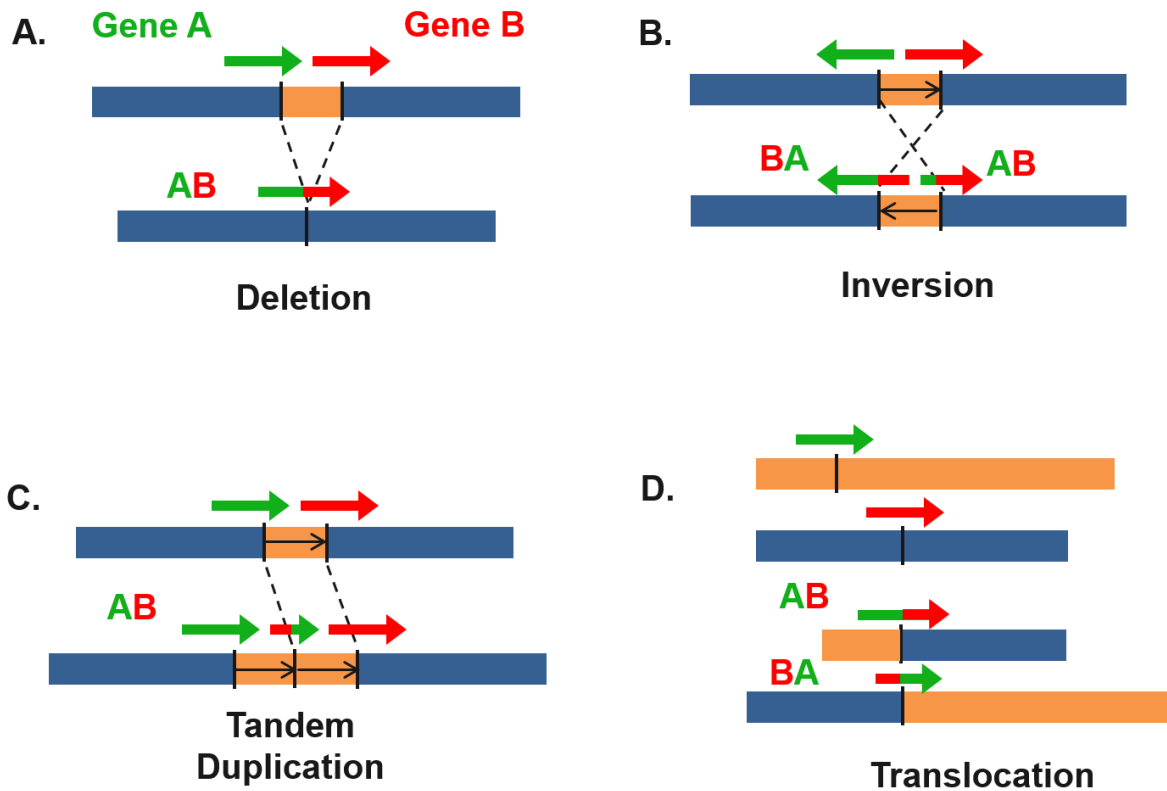 A.
Gene A
Gene B
AB
Deletion
B.
BA
AB
Inversion
C.
AB
Tandem
Duplication
D.
AB
BA
Translocation